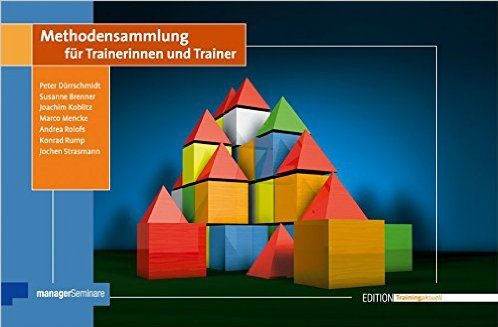 Methodensammlung
für Trainerinnen und Trainer
Peter Dürrschmidt
Susanne Brenner
Joachim Koblitz
Marco Mencke
Andrea Rolofs
Konrad Rump
Jochen Strasmann
managerSeminare
EDITION Trainingaktuell